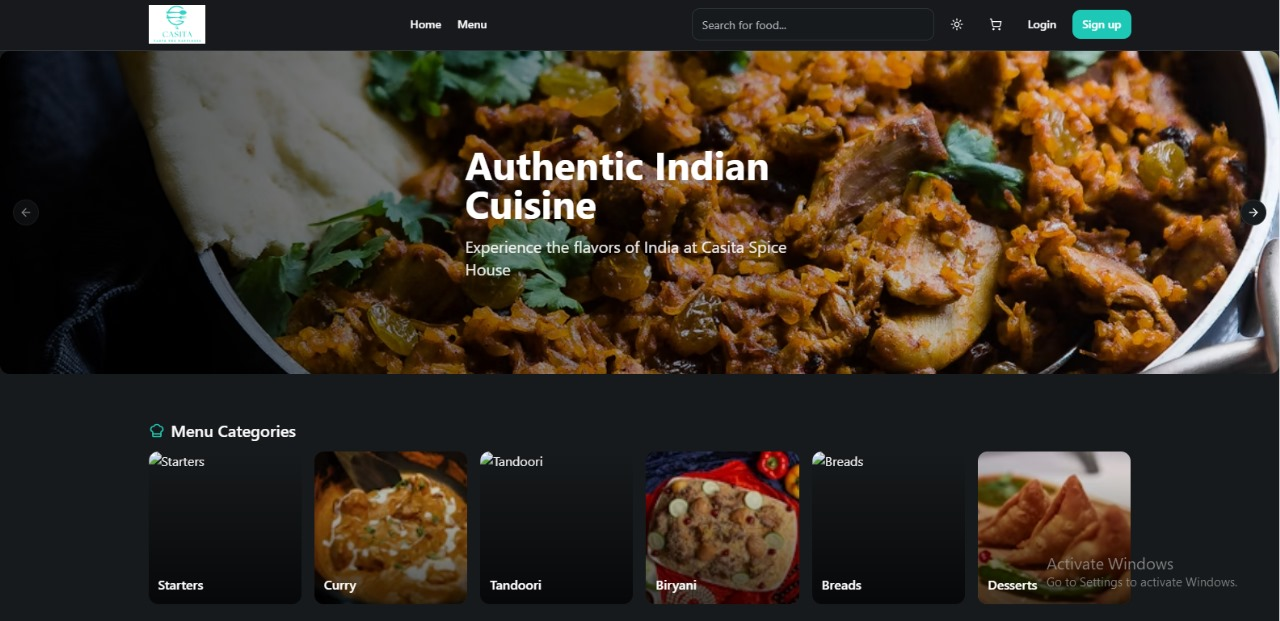 CASITA
Home
Menu
Search for food...
Login
Sign up
Authentic Indian
Cuisine
Experience the flavors of India at Casita Spice
House
Menu Categories
Starters
Tandoori
Breads
Starters
Curry
Tandoori
Biryani
Breads
Desserts
Activate Windows
Go to Settings to activate Windows.